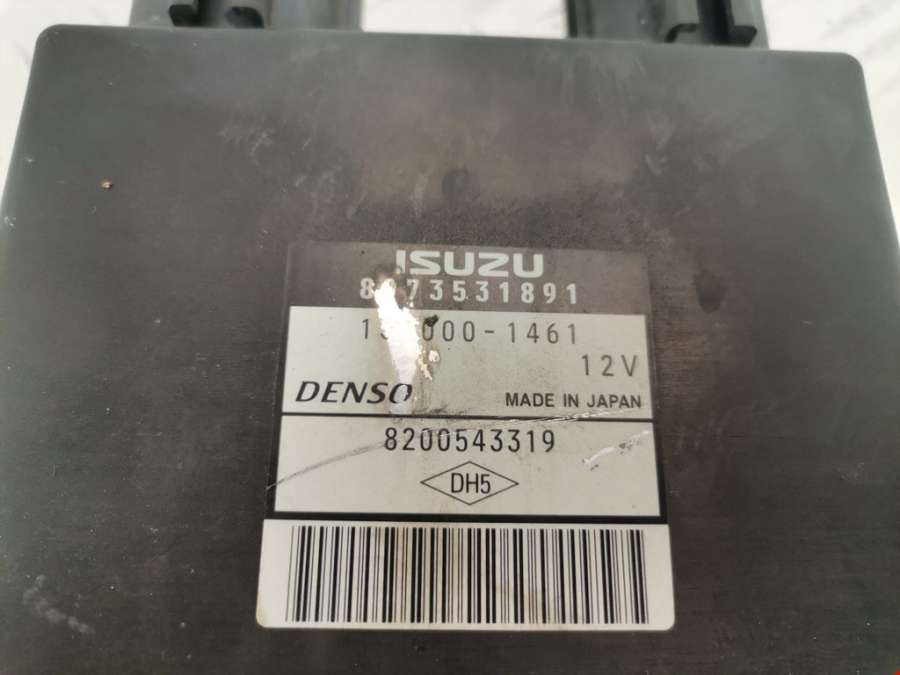 ISUZU
12V
DENSO
MADE IN JAPAN
8200543319
DH5